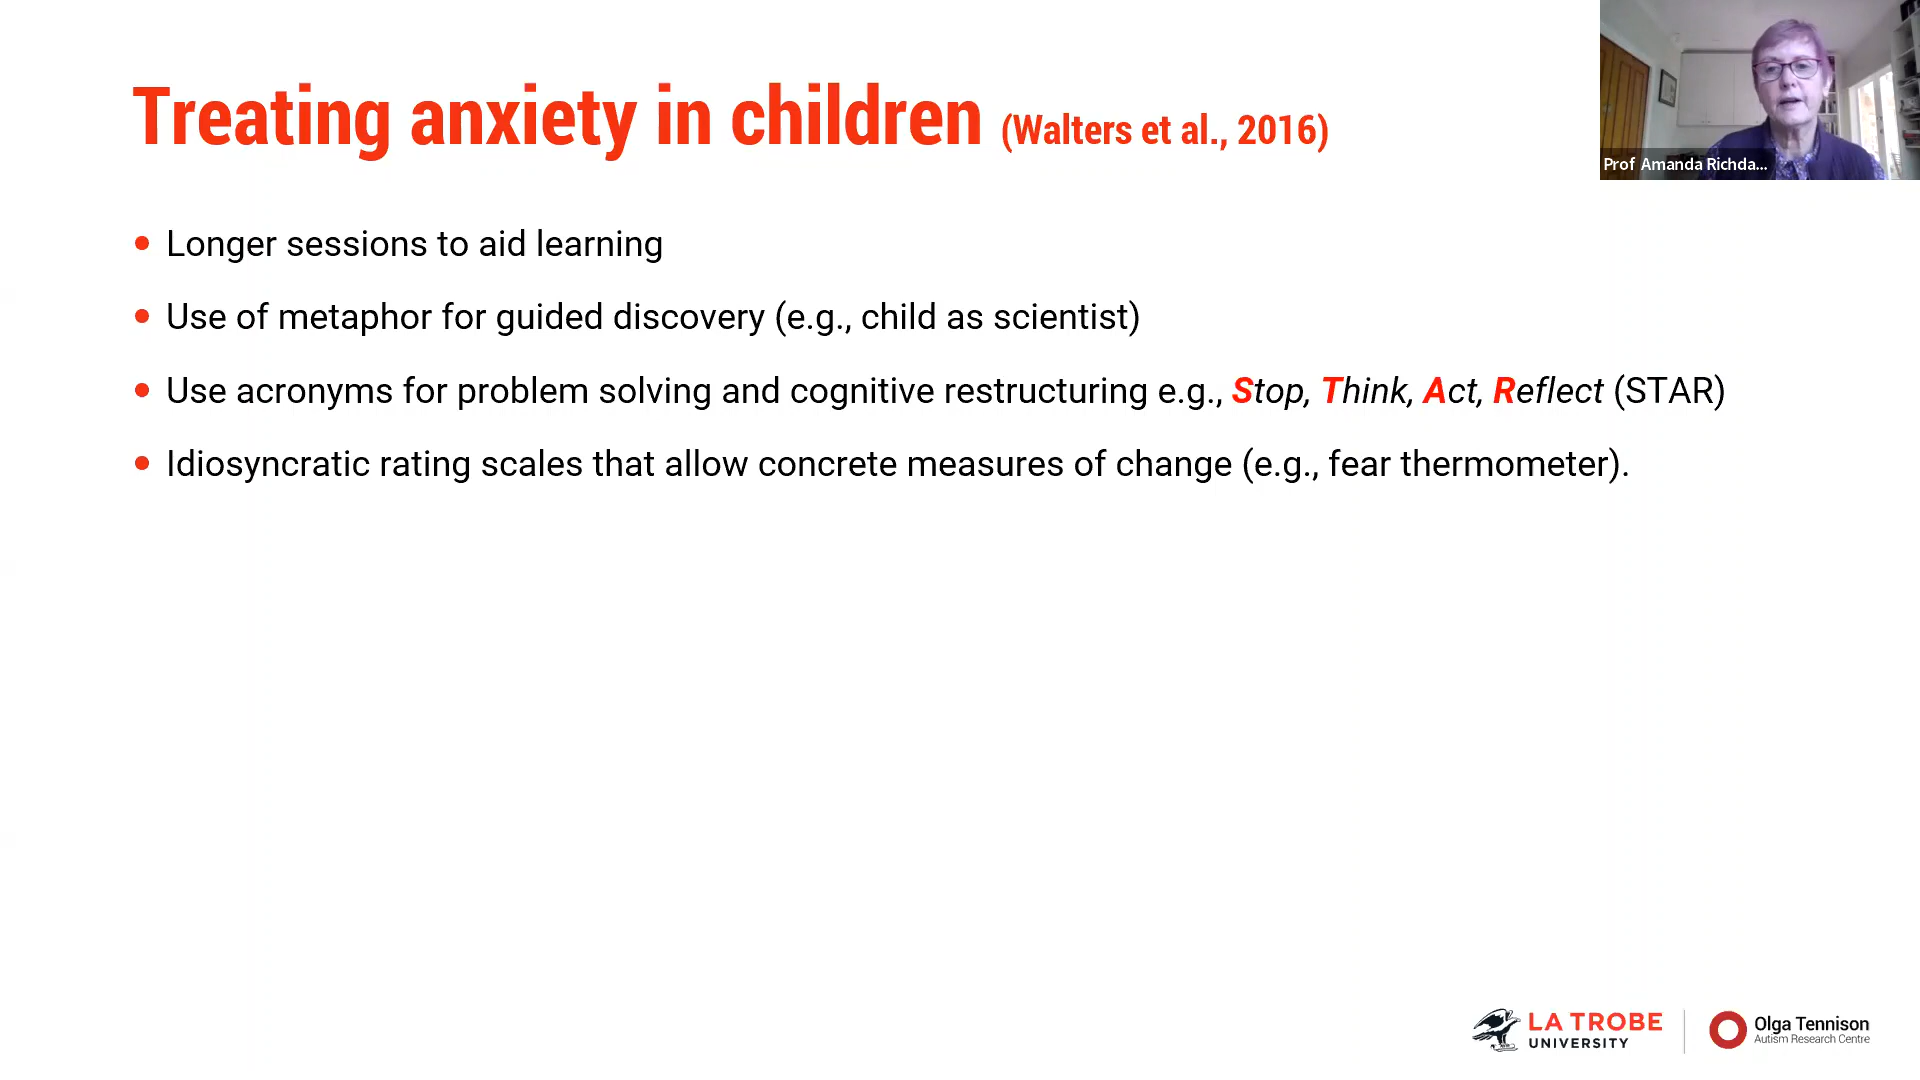 Treating anxiety in children (Walters et al., 2016)
Prof Amanda Richda...
• Longer sessions to aid learning
• Use of metaphor for guided discovery (e.g., child as scientist)
• Use acronyms for problem solving and cognitive restructuring e.g., Stop, Think, Act, Reflect (STAR)
• Idiosyncratic rating scales that allow concrete measures of change (e.g., fear thermometer).
LA TROBE
UNIVERSITY
Olga Tennison
Autism Research Centre